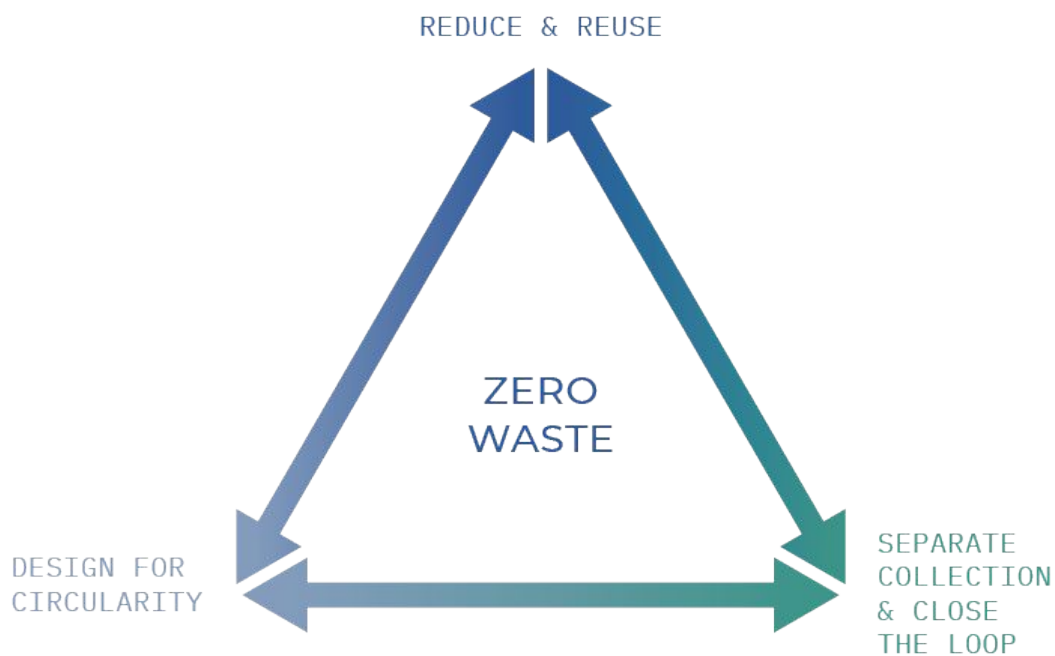 REDUCE & REUSE
ZERO
WASTE
DESIGN FOR
CIRCULARITY
SEPARATE
COLLECTION
& CLOSE
THE LOOP